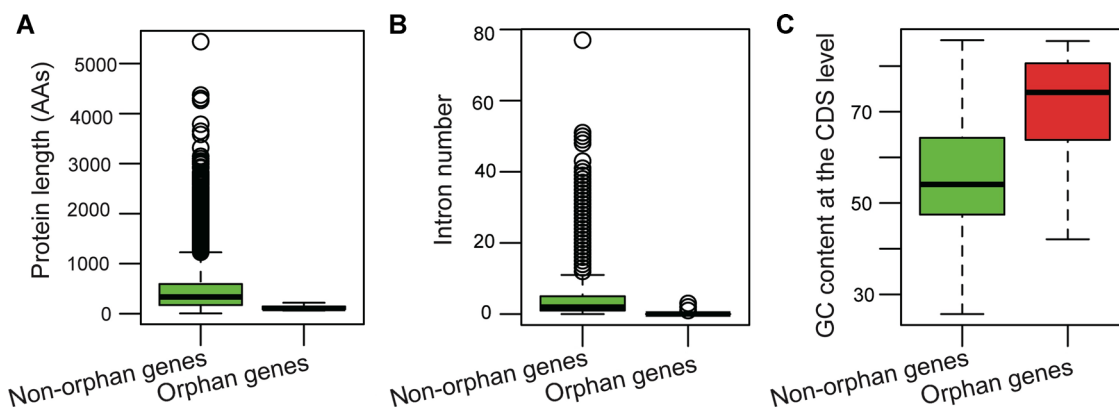 A
Protein length (AAs)
5000
4000
3000
2000
1000
0
Non-orphan genes
Orphan genes
B
Intron number
80
60
40
20
0
Non-orphan genes
Orphan genes
C
GC content at the CDS level
70
50
30
Non-orphan genes
Orphan genes